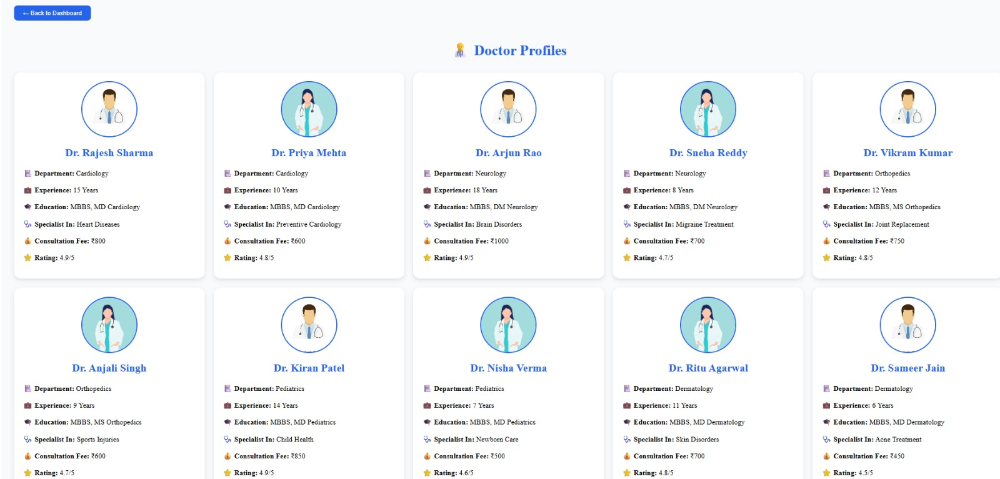 ← Back to Dashboard
Doctor Profiles
Dr. Rajesh Sharma
Department: Cardiology
Experience: 15 Years
Education: MBBS, MD Cardiology
Specialist In: Heart Diseases
Consultation Fee: ₹800
Rating: 4.9/5
Dr. Priya Mehta
Department: Cardiology
Experience: 10 Years
Education: MBBS, MD Cardiology
Specialist In: Preventive Cardiology
Consultation Fee: ₹600
Rating: 4.8/5
Dr. Arjun Rao
Department: Neurology
Experience: 18 Years
Education: MBBS, DM Neurology
Specialist In: Brain Disorders
Consultation Fee: ₹1000
Rating: 4.9/5
Dr. Sneha Reddy
Department: Neurology
Experience: 8 Years
Education: MBBS, DM Neurology
Specialist In: Migraine Treatment
Consultation Fee: ₹700
Rating: 4.7/5
Dr. Vikram Kumar
Department: Orthopedics
Experience: 12 Years
Education: MBBS, MS Orthopedics
Specialist In: Joint Replacement
Consultation Fee: ₹750
Rating: 4.8/5
Dr. Anjali Singh
Department: Orthopedics
Experience: 9 Years
Education: MBBS, MS Orthopedics
Specialist In: Sports Injuries
Consultation Fee: ₹600
Rating: 4.7/5
Dr. Kiran Patel
Department: Pediatrics
Experience: 14 Years
Education: MBBS, MD Pediatrics
Specialist In: Child Health
Consultation Fee: ₹850
Rating: 4.9/5
Dr. Nisha Verma
Department: Pediatrics
Experience: 7 Years
Education: MBBS, MD Pediatrics
Specialist In: Newborn Care
Consultation Fee: ₹500
Rating: 4.6/5
Dr. Ritu Agarwal
Department: Dermatology
Experience: 11 Years
Education: MBBS, MD Dermatology
Specialist In: Skin Disorders
Consultation Fee: ₹700
Rating: 4.8/5
Dr. Sameer Jain
Department: Dermatology
Experience: 6 Years
Education: MBBS, MD Dermatology
Specialist In: Acne Treatment
Consultation Fee: ₹450
Rating: 4.5/5